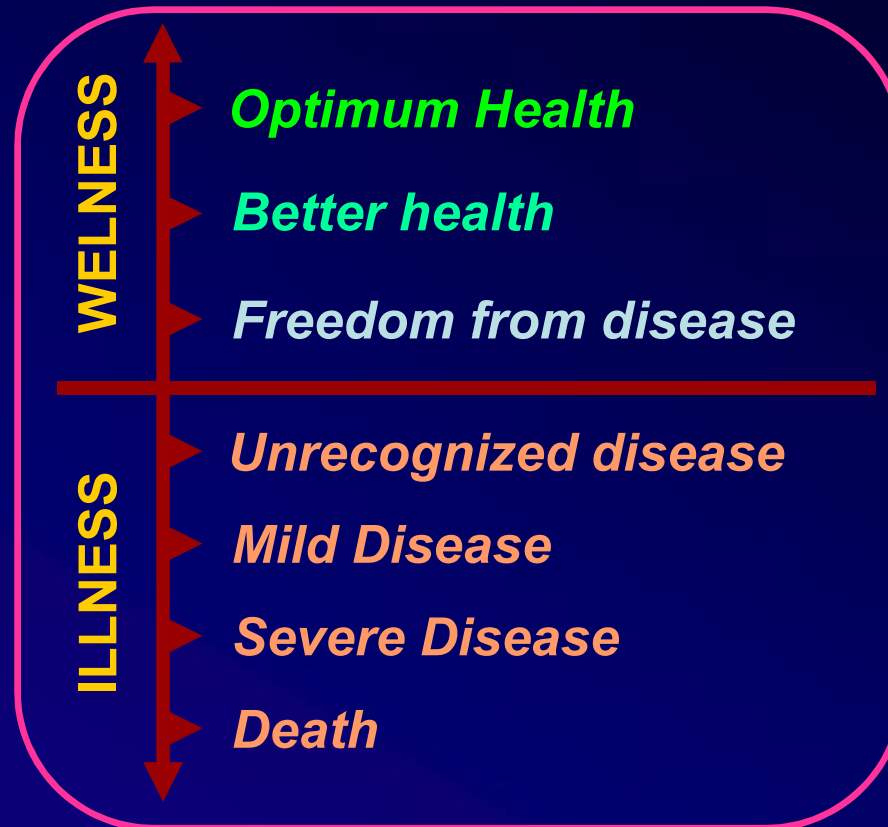 WELNESS
Optimum Health
Better health
Freedom from disease
ILLNESS
Unrecognized disease
Mild Disease
Severe Disease
Death